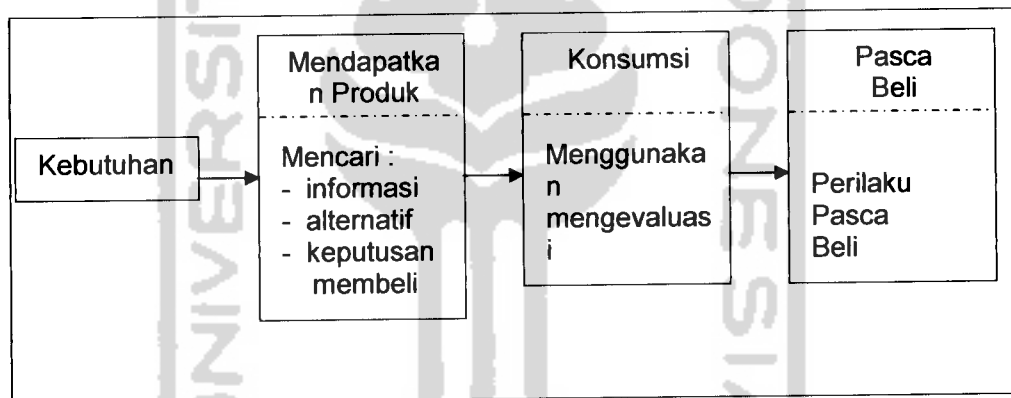 Kebutuhan
Mendapatka
n Produk
Mencari :
- informasi
- alternatif
- keputusan
membeli
Konsumsi
Menggunaka
n
mengevaluas
i
Pasca
Beli
Perilaku
Pasca
Beli